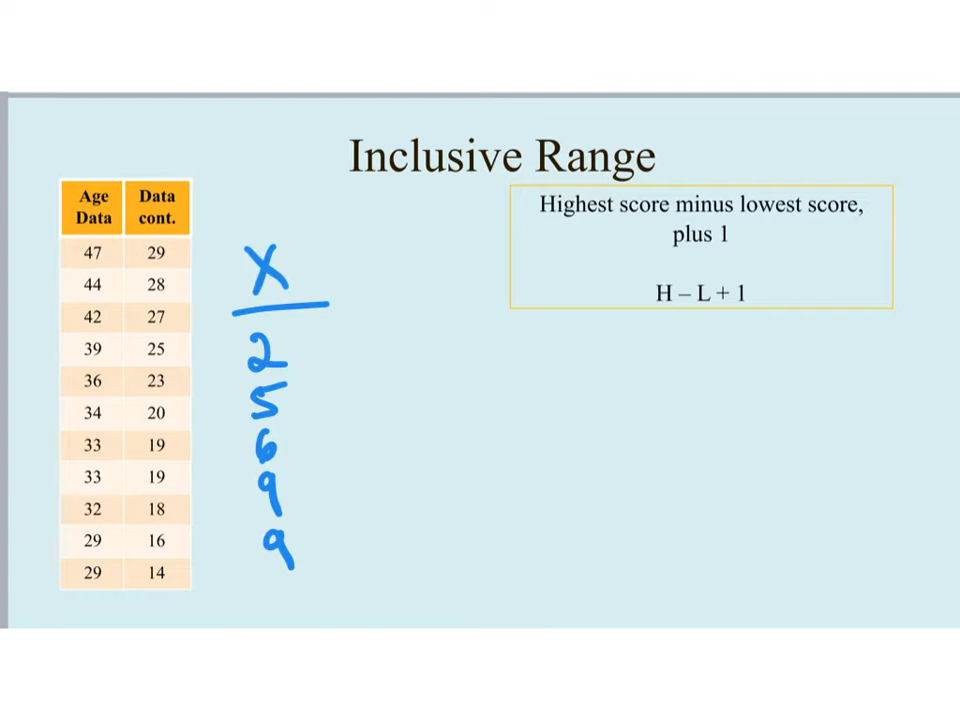 Inclusive Range
Age Data
Data cont.
47 29
44 28
42 27
39 25
36 23
34 20
33 19
33 19
32 18
29 16
29 14
X
2
5
6
9
9
Highest score minus lowest score,
plus 1
H – L + 1